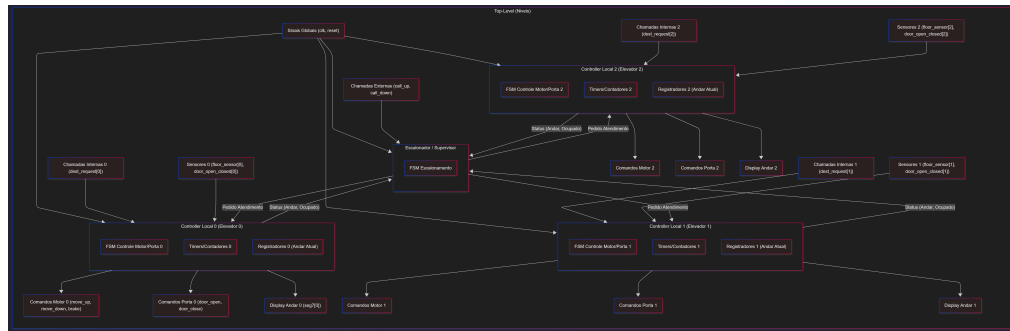 Top-Level (Níveis)
Sinais Globais (clk, reset)
Chamadas Internas 2
(dest_request[2])
Sensores 2 (floor_sensor[2],
door_open_closed[2])
Controller Local 2 (Elevador 2)
FSM Controle Motor/Porta 2
Timers/Contadores 2
Registradores 2 (Andar Atual)
Chamadas Externas (call_up,
call_down)
Status (Andar, Ocupado)
Pedido Atendimento
Escalonador / Supervisor
FSM Escalonamento
Comandos Motor 2
Comandos Porta 2
Display Andar 2
Chamadas Internas 0
(dest_request[0])
Sensores 0 (floor_sensor[0],
door_open_closed[0])
Chamadas Internas 1
(dest_request[1])
Sensores 1 (floor_sensor[1],
door_open_closed[1])
Pedido Atendimento
Status (Andar, Ocupado)
Pedido Atendimento
Status (Andar, Ocupado)
Controller Local 0 (Elevador 0)
FSM Controle Motor/Porta 0
Timers/Contadores 0
Registradores 0 (Andar Atual)
Controller Local 1 (Elevador 1)
FSM Controle Motor/Porta 1
Timers/Contadores 1
Registradores 1 (Andar Atual)
Comandos Motor 0 (move_up,
move_down, brake)
Comandos Porta 0 (door_open,
door_close)
Display Andar 0 (seg7[0])
Comandos Motor 1
Comandos Porta 1
Display Andar 1